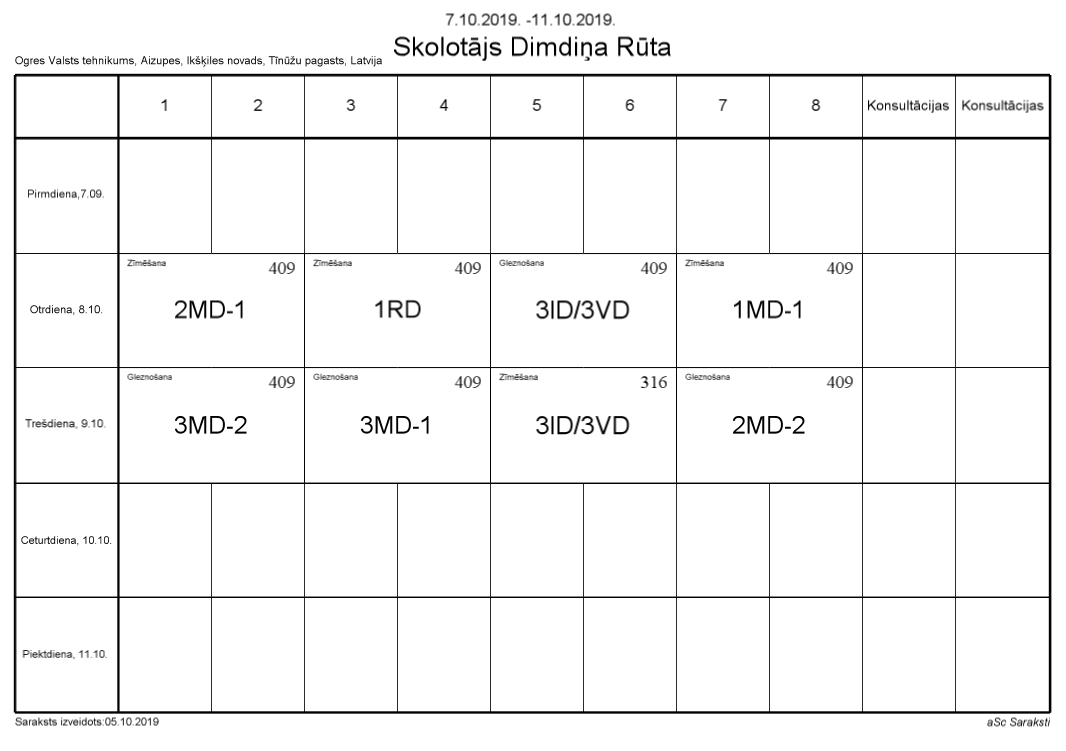 7.10.2019. -11.10.2019.
Skolotājs Dimdiņa Rūta
Ogres Valsts tehnikums, Aizupes, Ikšķiles novads, Tīnūžu pagasts, Latvija
1 2 3 4 5 6 7 8 Konsultācijas Konsultācijas
Pirmdiena,7.09.
Zīmēšana 409 Zīmēšana 409 Gleznošana 409 Zīmēšana 409
Otrdiena, 8.10. 2MD-1 1RD 3ID/3VD 1MD-1
Gleznošana 409 Gleznošana 409 Zīmēšana 316 Gleznošana 409
Trešdiena, 9.10. 3MD-2 3MD-1 3ID/3VD 2MD-2
Ceturtdiena, 10.10.
Piektdiena, 11.10.
Saraksts izveidots:05.10.2019 aSc Saraksti